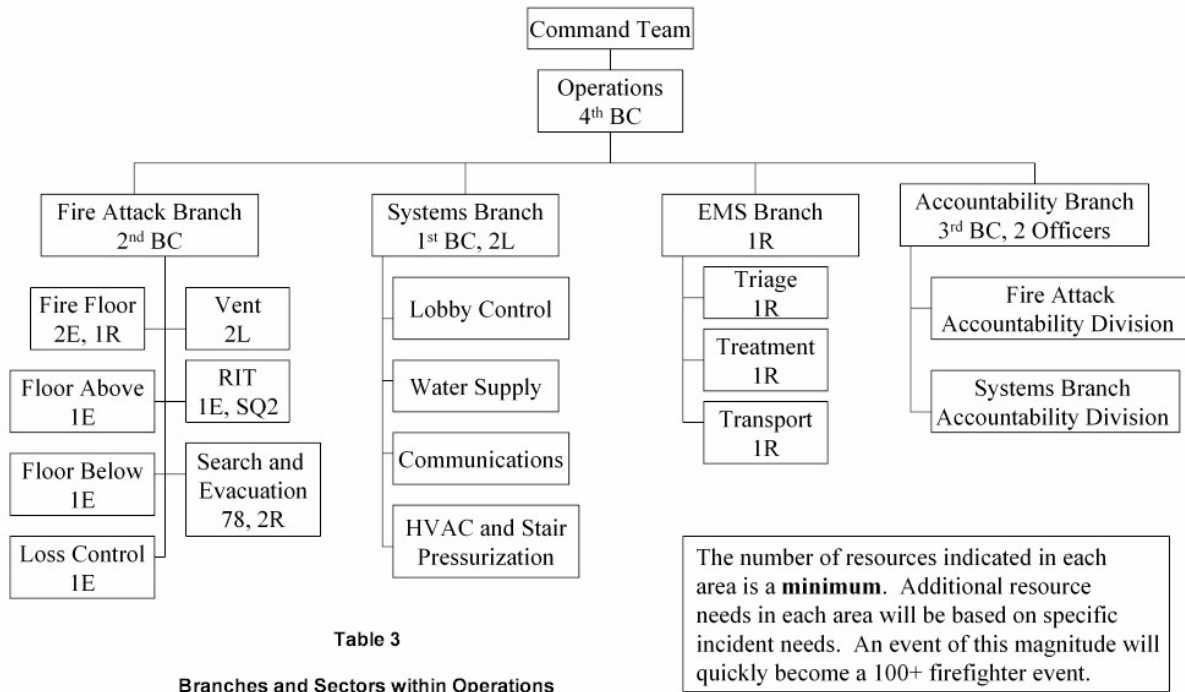 Command Team
Operations
4th BC
Fire Attack Branch
2nd BC
Systems Branch
1st BC, 2L
EMS Branch
1R
Accountability Branch
3rd BC, 2 Officers
Fire Floor
2E, 1R
Vent
2L
Floor Above
1E
RIT
1E, SQ2
Floor Below
1E
Search and
Evacuation
78, 2R
Loss Control
1E
Lobby Control
Water Supply
Communications
HVAC and Stair
Pressurization
Triage
1R
Treatment
1R
Transport
1R
Fire Attack
Accountability Division
Systems Branch
Accountability Division
The number of resources indicated in each
area is a minimum. Additional resource
needs in each area will be based on specific
incident needs. An event of this magnitude will
quickly become a 100+ firefighter event.
Table 3
Branches and Sectors within Operations